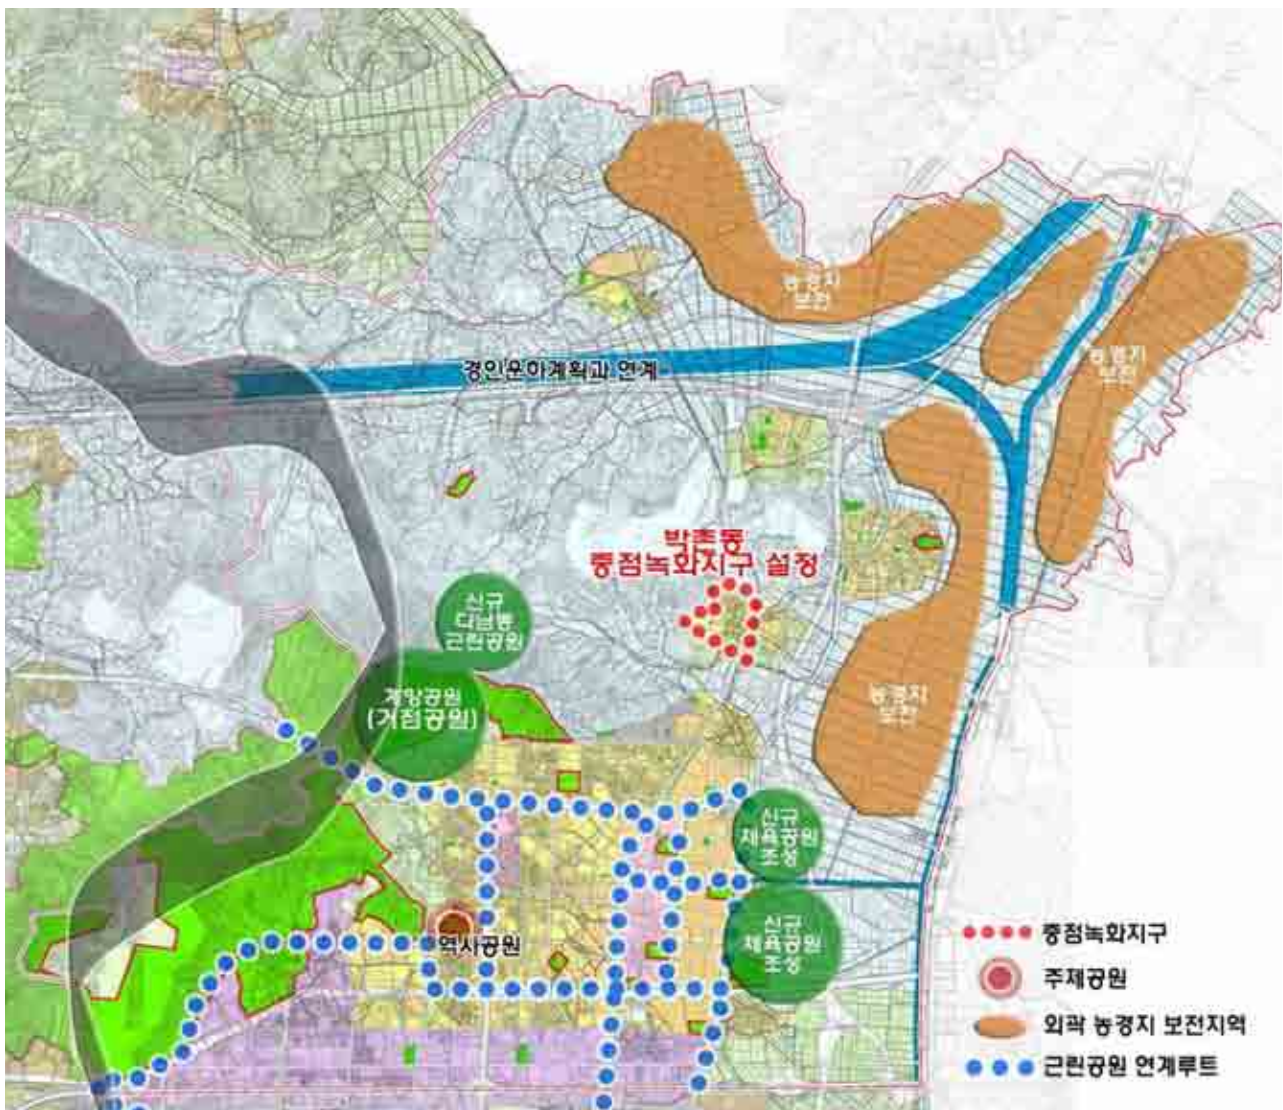 농경지
보전
농경지
보전
경인운하계획과 연계
박촌동
중점녹화지구 설정
신규
다남동
근린공원
계양공원
(거점공원)
농경지
보전
신규
체육공원
조성
신규
체육공원
조성
역사공원
중점녹화지구
주제공원
외곽 농경지 보전지역
근린공원 연계루트